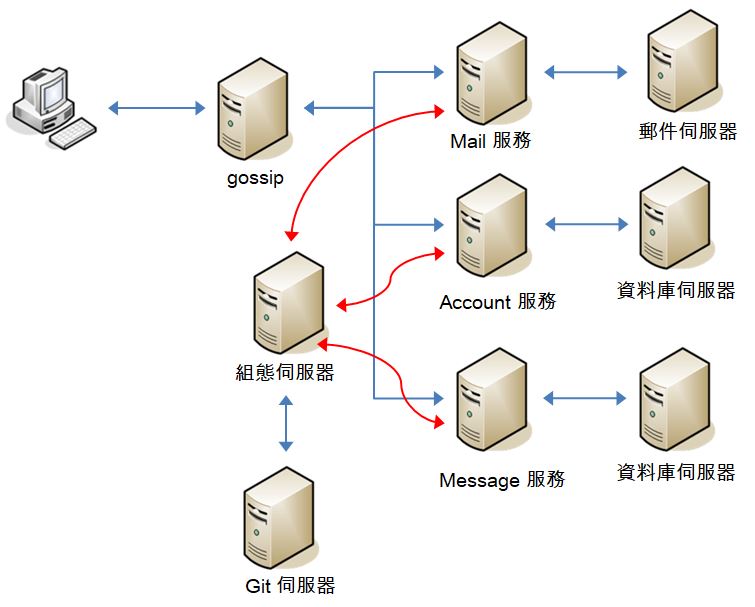 Mail 服務
郵件伺服器
gossip
Account 服務
資料庫伺服器
組態伺服器
Message 服務
資料庫伺服器
Git 伺服器